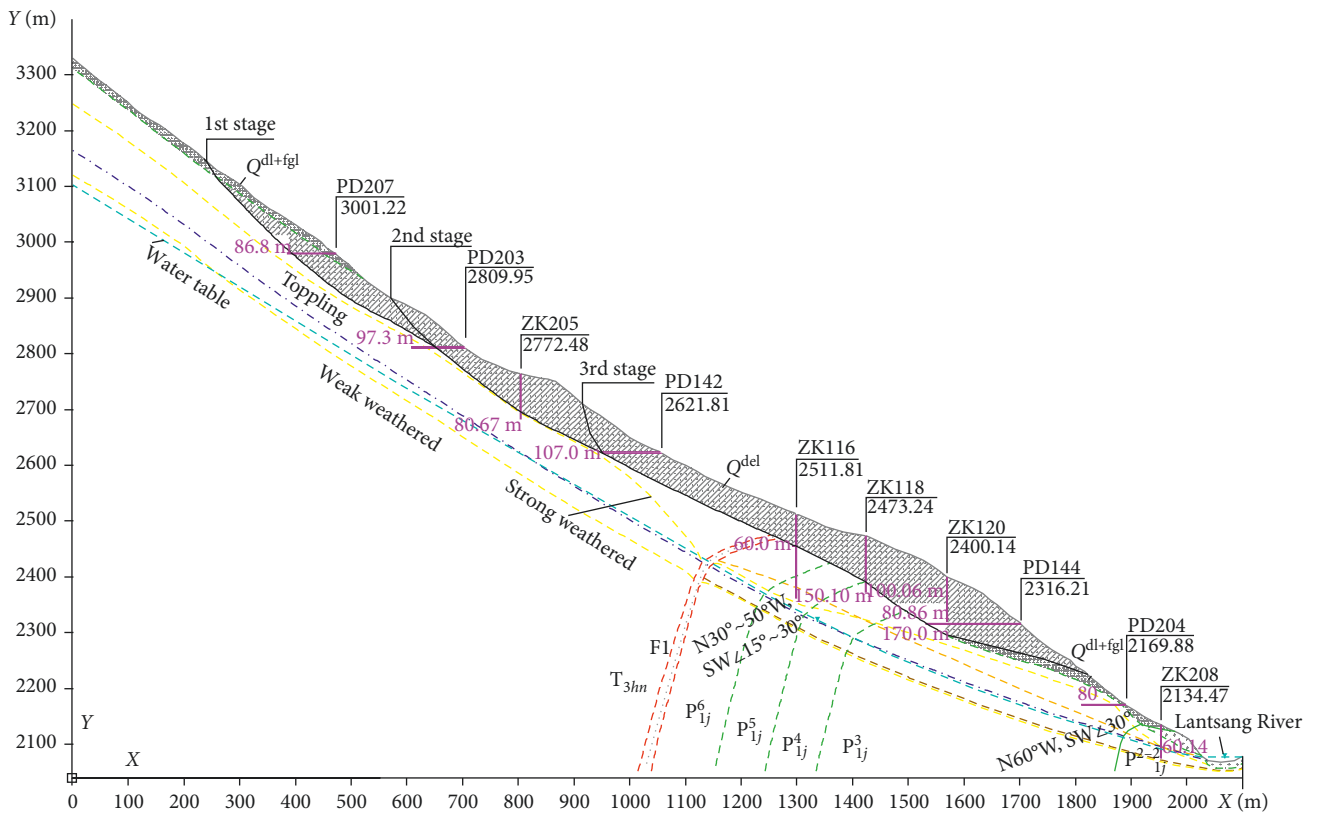 Y (m)
3300
3200
3100
3000
2900
2800
2700
2600
2500
2400
2300
2200
2100
1st stage
Q^dl+fgl
PD207
3001.22
86.8 m
2nd stage
PD203
2809.95
Water table
Toppling
97.3 m
ZK205
2772.48
3rd stage
PD142
2621.81
Weak weathered
80.67 m
107.0 m
Q^del
ZK116
2511.81
Strong weathered
ZK118
2473.24
60.0 m
ZK120
2400.14
150.10 m
100.06 m
80.86 m
170.0 m
PD144
2316.21
N30°~50°W,
SW∠15°~30°
F1
T_3hn
P^6_1j
P^5_1j
P^4_1j
P^3_1j
Q^dl+fgl
PD204
2169.88
80
ZK208
2134.47
Lantsang River
60.14
N60°W, SW∠30°
P^2–2_1j
Y
X
0
100
200
300
400
500
600
700
800
900
1000
1100
1200
1300
1400
1500
1600
1700
1800
1900
2000
X (m)